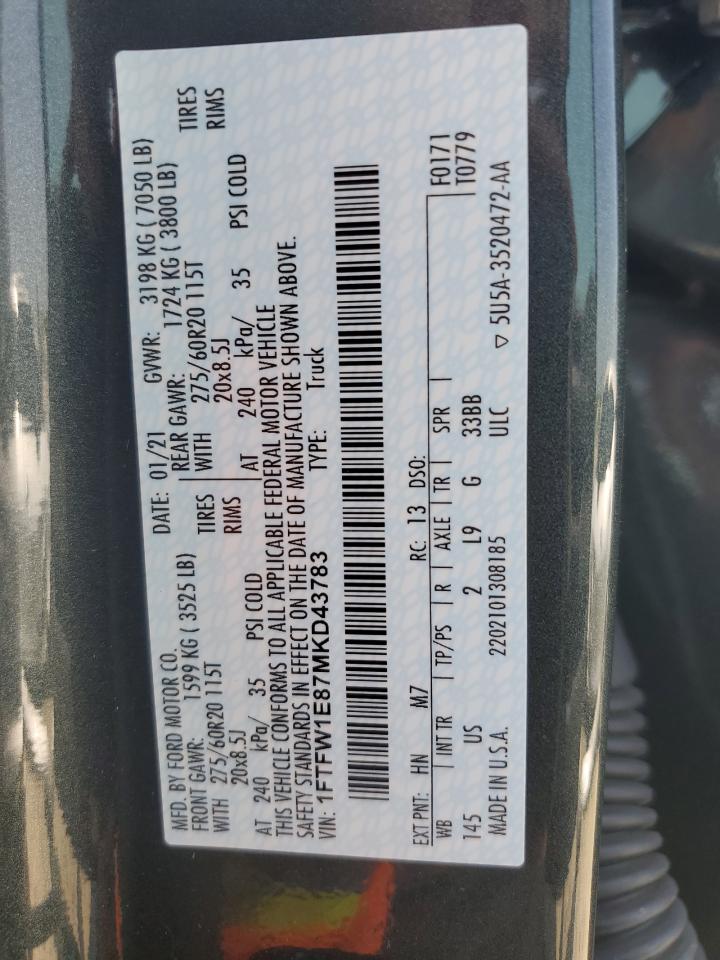 MFD. BY FORD MOTOR CO.
DATE: 01/21 GVWR: 3198 KG ( 7050 LB)
FRONT GAWR: 1599 KG ( 3525 LB) REAR GAWR: 1724 KG ( 3800 LB)
WITH 275/60R20 115T TIRES WITH 275/60R20 115T TIRES
20x8.5J RIMS 20x8.5J RIMS
AT 240 kPa/ 35 PSI COLD AT 240 kPa/ 35 PSI COLD
THIS VEHICLE CONFORMS TO ALL APPLICABLE FEDERAL MOTOR VEHICLE
SAFETY STANDARDS IN EFFECT ON THE DATE OF MANUFACTURE SHOWN ABOVE.
VIN: 1FTFW1E87MKD43783 TYPE: Truck
EXT PNT: HN M7 RC: 13 DSO: F0171
WB INT TR TP/PS R AXLE TR SPR T0779
145 US 2 L9 G 33BB
MADE IN U.S.A. 2202101308185 ULC ▽ 5U5A-3520472-AA